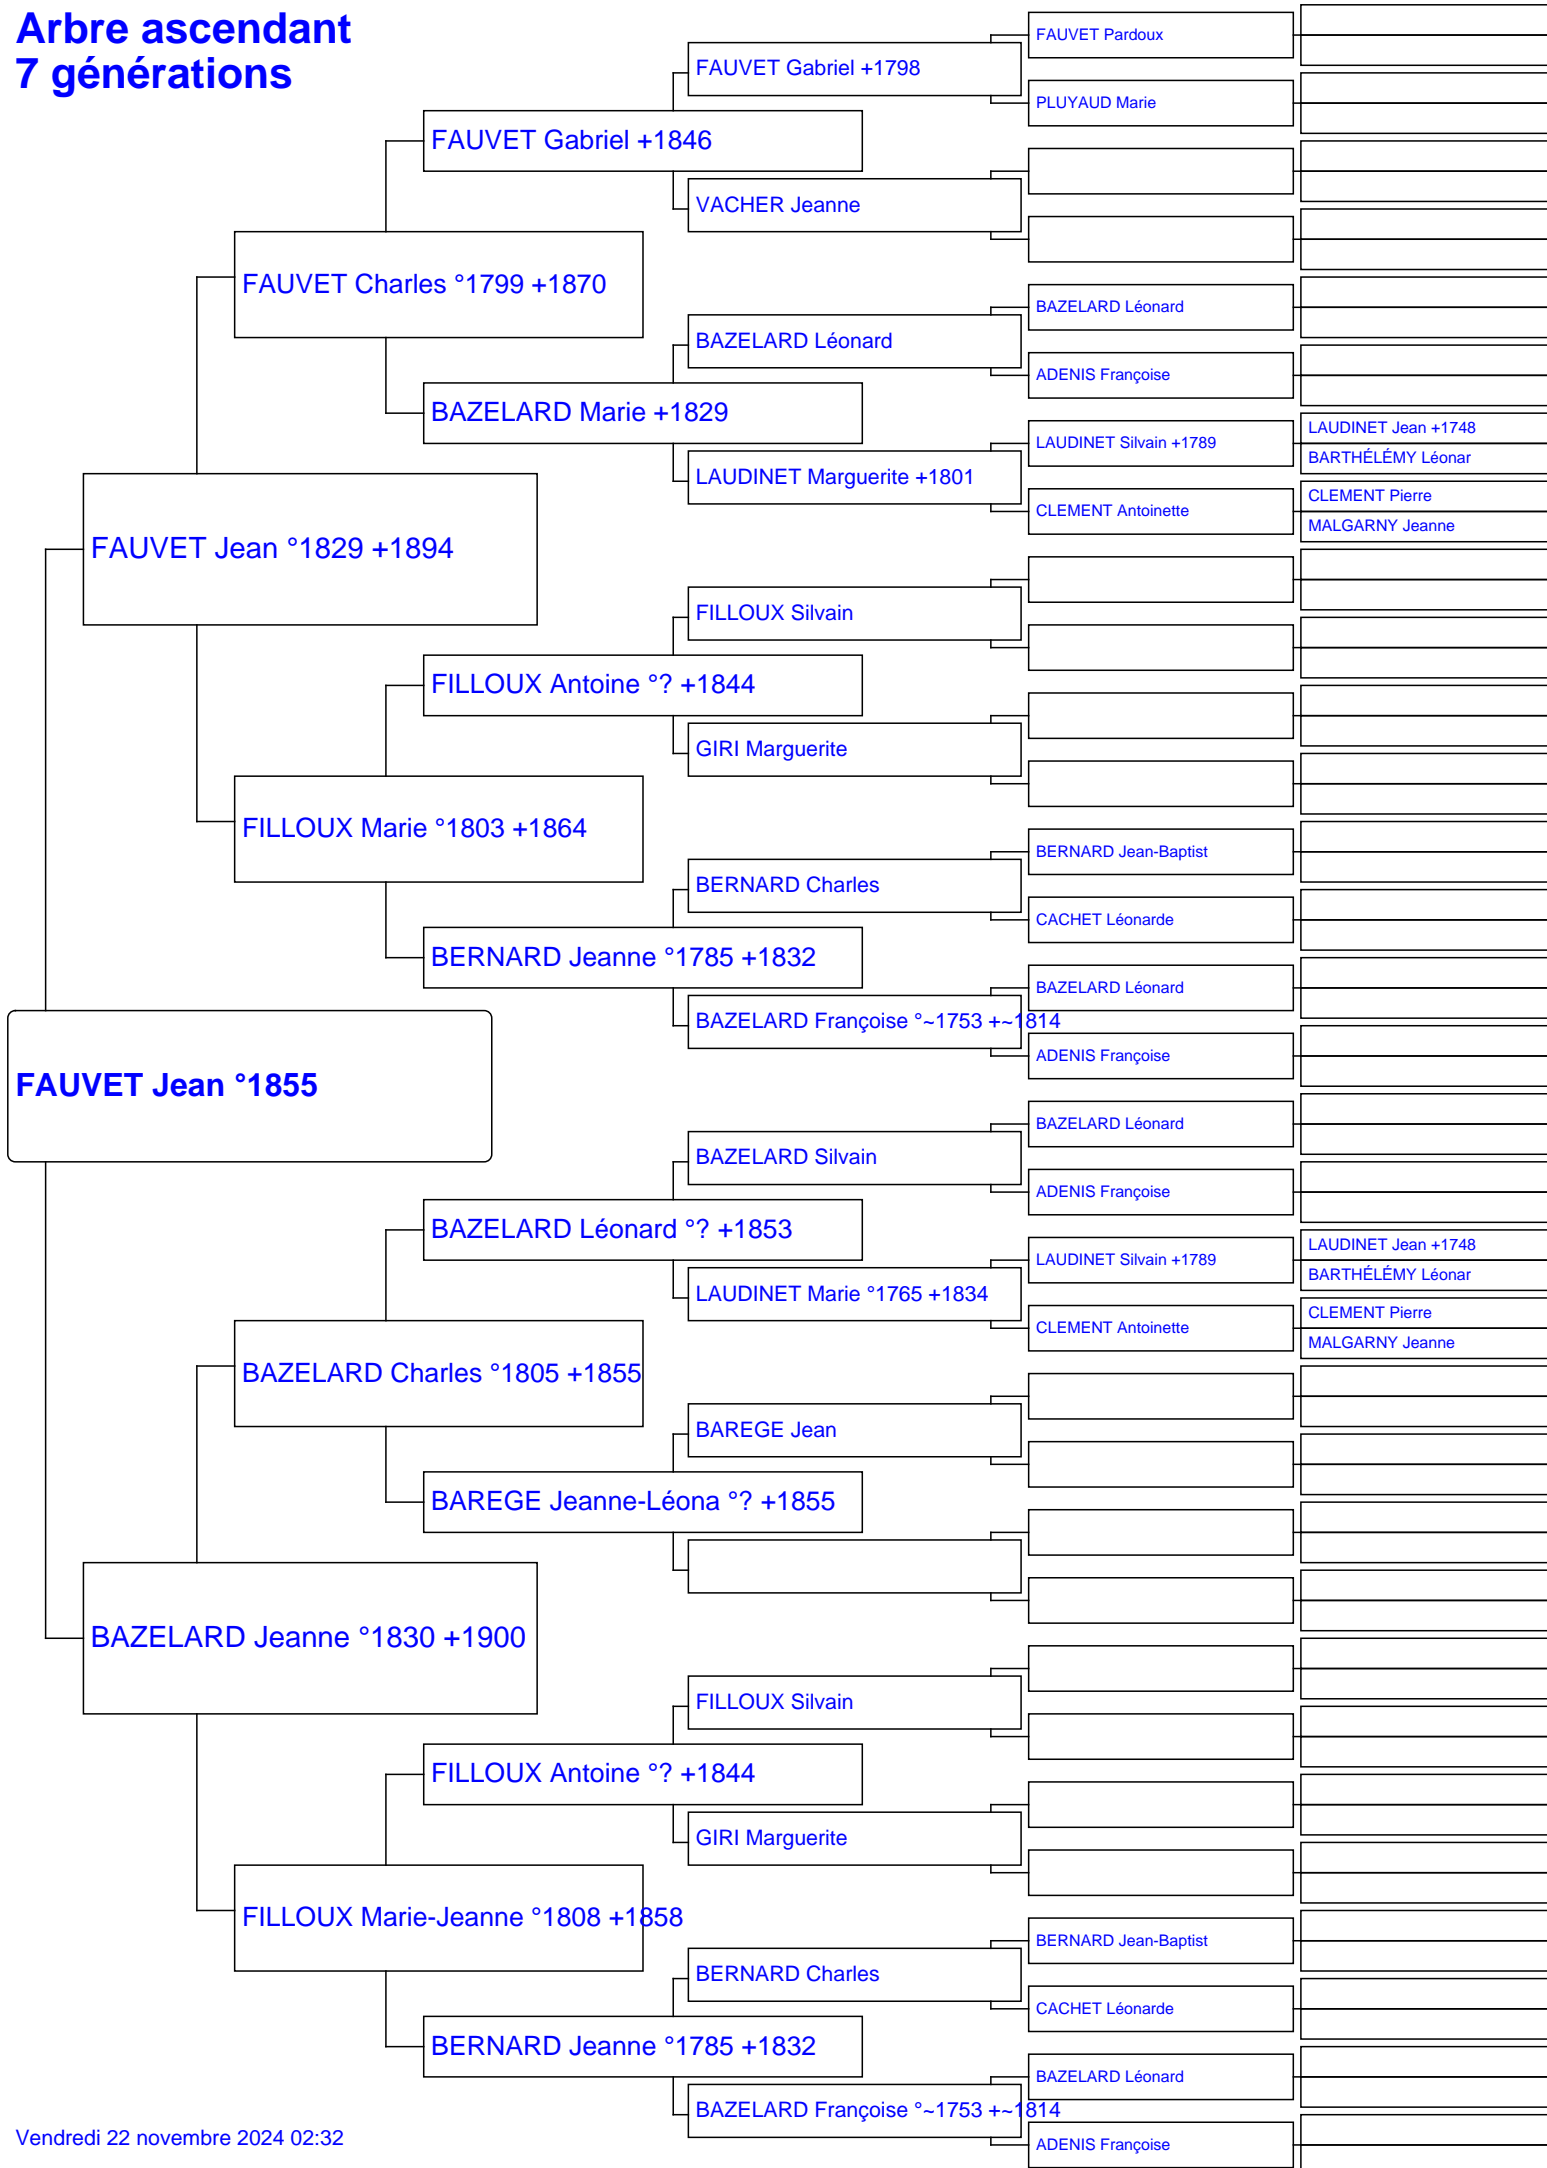 Arbre ascendant
7 générations
FAUVET Pardoux
FAUVET Gabriel +1798
PLUYAUD Marie
FAUVET Gabriel +1846
VACHER Jeanne
FAUVET Charles °1799 +1870
BAZELARD Léonard
BAZELARD Léonard
ADENIS Françoise
BAZELARD Marie +1829
LAUDINET Jean +1748
LAUDINET Silvain +1789
BARTHÉLÉMY Léonar
LAUDINET Marguerite +1801
CLEMENT Pierre
CLEMENT Antoinette
MALGARNY Jeanne
FAUVET Jean °1829 +1894
FILLOUX Silvain
FILLOUX Antoine °? +1844
GIRI Marguerite
FILLOUX Marie °1803 +1864
BERNARD Jean-Baptist
BERNARD Charles
CACHET Léonarde
BERNARD Jeanne °1785 +1832
BAZELARD Léonard
BAZELARD Françoise °~1753 +~1814
ADENIS Françoise
FAUVET Jean °1855
BAZELARD Léonard
BAZELARD Silvain
ADENIS Françoise
BAZELARD Léonard °? +1853
LAUDINET Jean +1748
LAUDINET Silvain +1789
BARTHÉLÉMY Léonar
LAUDINET Marie °1765 +1834
CLEMENT Pierre
CLEMENT Antoinette
MALGARNY Jeanne
BAZELARD Charles °1805 +1855
BAREGE Jean
BAREGE Jeanne-Léona °? +1855
BAZELARD Jeanne °1830 +1900
FILLOUX Silvain
FILLOUX Antoine °? +1844
GIRI Marguerite
FILLOUX Marie-Jeanne °1808 +1858
BERNARD Jean-Baptist
BERNARD Charles
CACHET Léonarde
BERNARD Jeanne °1785 +1832
BAZELARD Léonard
BAZELARD Françoise °~1753 +~1814
ADENIS Françoise
Vendredi 22 novembre 2024 02:32